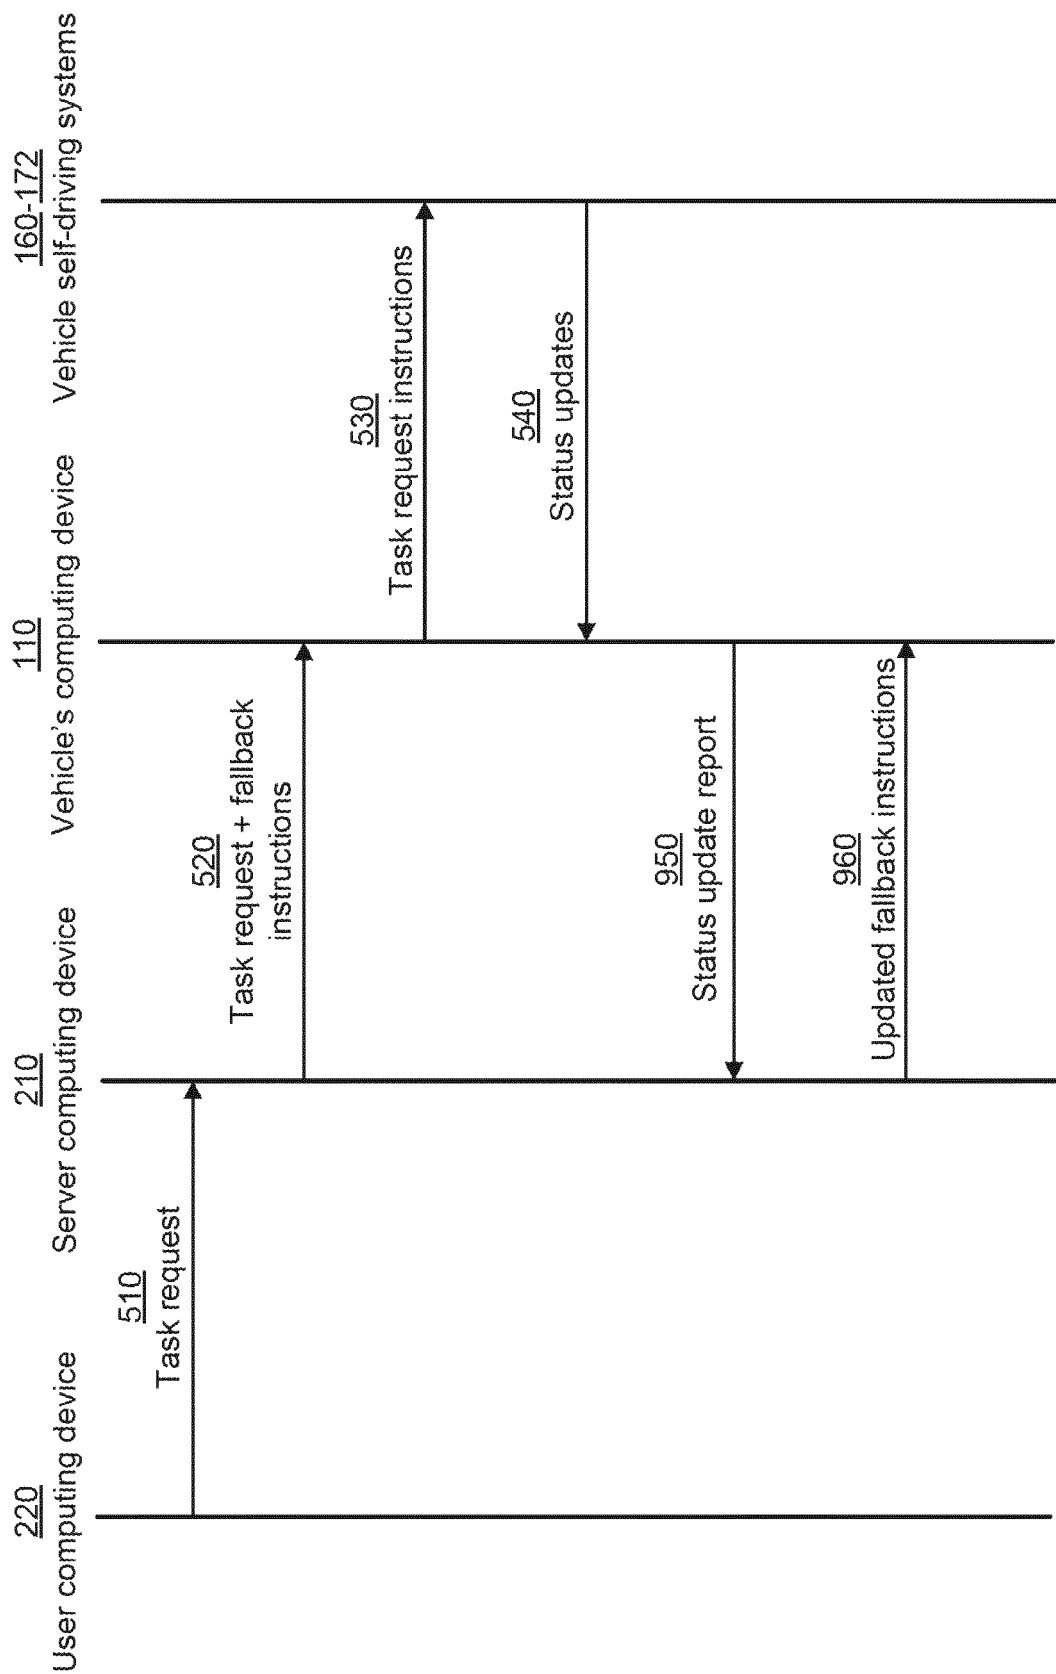 220
User computing device
210
Server computing device
110
Vehicle's computing device
160-172
Vehicle self-driving systems
510
Task request
520
Task request + fallback
instructions
530
Task request instructions
540
Status updates
950
Status update report
960
Updated fallback instructions